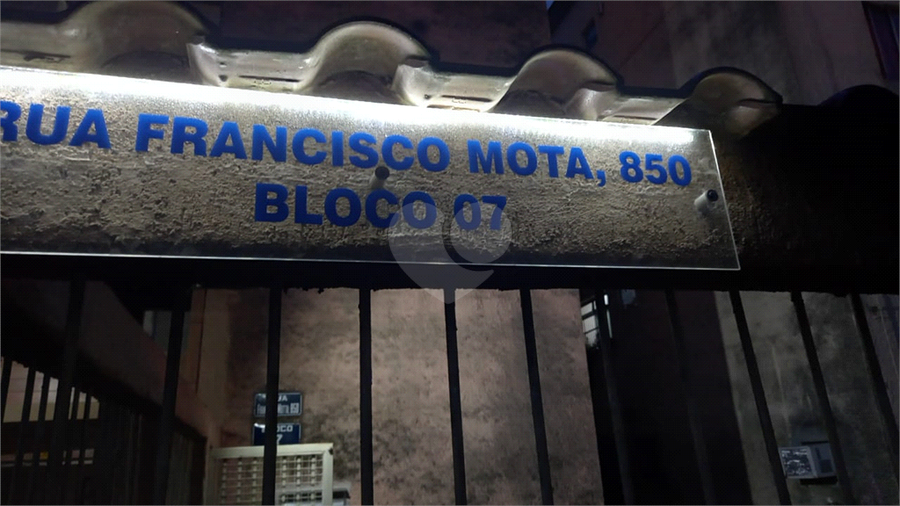 RUA FRANCISCO MOTA, 850
BLOCO 07